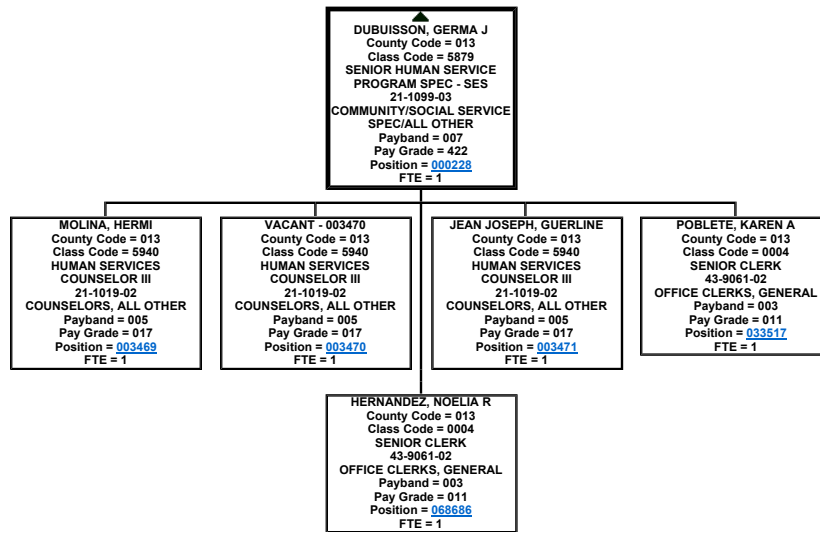 DUBUISSON, GERMA J
County Code = 013
Class Code = 5879
SENIOR HUMAN SERVICE
PROGRAM SPEC - SES
21-1099-03
COMMUNITY/SOCIAL SERVICE
SPEC/ALL OTHER
Payband = 007
Pay Grade = 422
Position = 000228
FTE = 1
MOLINA, HERMI
County Code = 013
Class Code = 5940
HUMAN SERVICES
COUNSELOR III
21-1019-02
COUNSELORS, ALL OTHER
Payband = 005
Pay Grade = 017
Position = 003469
FTE = 1
VACANT - 003470
County Code = 013
Class Code = 5940
HUMAN SERVICES
COUNSELOR III
21-1019-02
COUNSELORS, ALL OTHER
Payband = 005
Pay Grade = 017
Position = 003470
FTE = 1
JEAN JOSEPH, GUERLINE
County Code = 013
Class Code = 5940
HUMAN SERVICES
COUNSELOR III
21-1019-02
COUNSELORS, ALL OTHER
Payband = 005
Pay Grade = 017
Position = 003471
FTE = 1
POBLETE, KAREN A
County Code = 013
Class Code = 0004
SENIOR CLERK
43-9061-02
OFFICE CLERKS, GENERAL
Payband = 003
Pay Grade = 011
Position = 033517
FTE = 1
HERNANDEZ, NOELIA R
County Code = 013
Class Code = 0004
SENIOR CLERK
43-9061-02
OFFICE CLERKS, GENERAL
Payband = 003
Pay Grade = 011
Position = 068686
FTE = 1